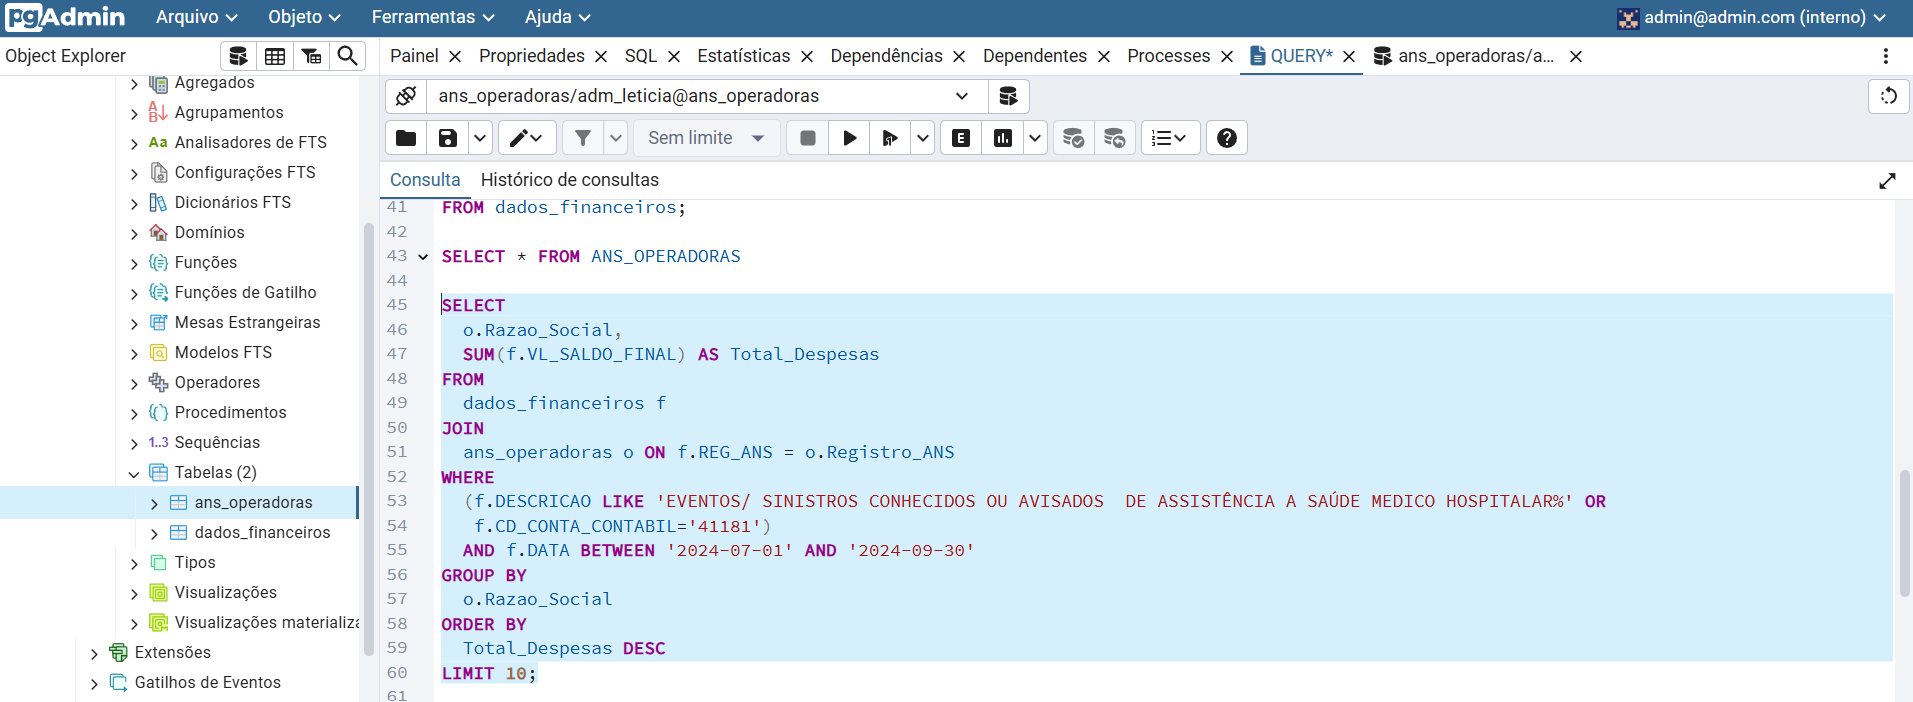 pgAdmin Arquivo Objeto Ferramentas Ajuda admin@admin.com (interno)
Object Explorer
Painel Propriedades SQL Estatísticas Dependências Dependentes Processes QUERY* ans_operadoras/a...
ans_operadoras/adm_leticia@ans_operadoras
Sem limite E ?
Consulta Histórico de consultas
Agregados
Agrupamentos
Aa Analisadores de FTS
Configurações FTS
Dicionários FTS
Domínios
Funções
Funções de Gatilho
Mesas Estrangeiras
Modelos FTS
Operadores
Procedimentos
1..3 Sequências
Tabelas (2)
ans_operadoras
dados_financeiros
Tipos
Visualizações
Visualizações materializa
Extensões
Gatilhos de Eventos
41 FROM dados_financeiros;
42
43 SELECT * FROM ANS_OPERADORAS
44
45 SELECT
46 o.Razao_Social,
47 SUM(f.VL_SALDO_FINAL) AS Total_Despesas
48 FROM
49 dados_financeiros f
50 JOIN
51 ans_operadoras o ON f.REG_ANS = o.Registro_ANS
52 WHERE
53 (f.DESCRICAO LIKE 'EVENTOS/ SINISTROS CONHECIDOS OU AVISADOS  DE ASSISTÊNCIA A SAÚDE MEDICO HOSPITALAR%' OR
54 f.CD_CONTA_CONTABIL='41181')
55 AND f.DATA BETWEEN '2024-07-01' AND '2024-09-30'
56 GROUP BY
57 o.Razao_Social
58 ORDER BY
59 Total_Despesas DESC
60 LIMIT 10;
61